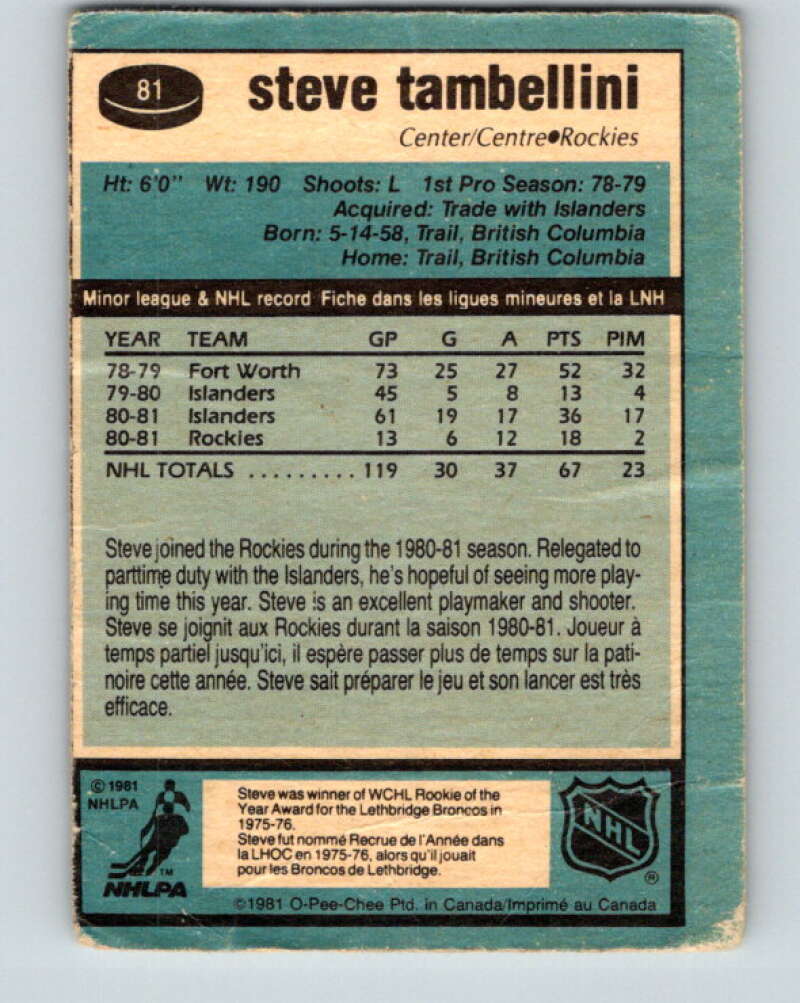 81
steve tambellini
Center/Centre●Rockies
Ht: 6'0" Wt: 190 Shoots: L 1st Pro Season: 78-79
Acquired: Trade with Islanders
Born: 5-14-58, Trail, British Columbia
Home: Trail, British Columbia
Minor league & NHL record Fiche dans les ligues mineures et la LNH
YEAR TEAM GP G A PTS PIM
78-79 Fort Worth 73 25 27 52 32
79-80 Islanders 45 5 8 13 4
80-81 Islanders 61 19 17 36 17
80-81 Rockies 13 6 12 18 2
NHL TOTALS .......... 119 30 37 67 23
Steve joined the Rockies during the 1980-81 season. Relegated to
parttime duty with the Islanders, he's hopeful of seeing more play-
ing time this year. Steve is an excellent playmaker and shooter.
Steve se joignit aux Rockies durant la saison 1980-81. Joueur à
temps partiel jusqu'ici, il espère passer plus de temps sur la pati-
noire cette année. Steve sait préparer le jeu et son lancer est très
efficace.
© 1981
NHLPA
TM
NHLPA
Steve was winner of WCHL Rookie of the
Year Award for the Lethbridge Broncos in
1975-76.
Steve fut nommé Recrue de l'Année dans
la LHOC en 1975-76, alors qu'il jouait
pour les Broncos de Lethbridge.
NHL
®
©1981 O-Pee-Chee Ptd. in Canada/Imprimé au Canada